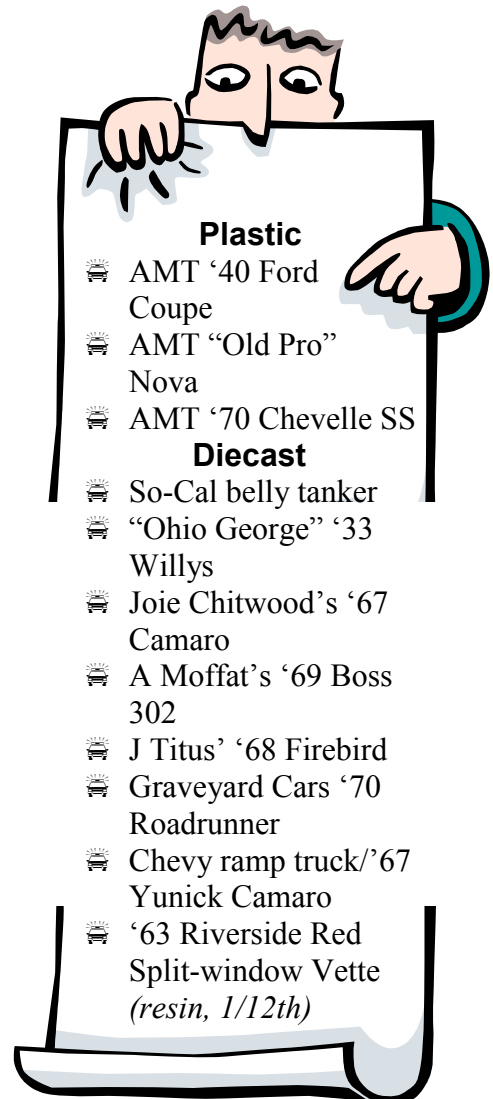 Plastic
AMT ‘40 Ford
Coupe
AMT “Old Pro”
Nova
AMT ‘70 Chevelle SS
Diecast
So-Cal belly tanker
“Ohio George” ‘33
Willys
Joie Chitwood’s ‘67
Camaro
A Moffat’s ‘69 Boss
302
J Titus’ ‘68 Firebird
Graveyard Cars ‘70
Roadrunner
Chevy ramp truck/’67
Yunick Camaro
‘63 Riverside Red
Split-window Vette
(resin, 1/12th)